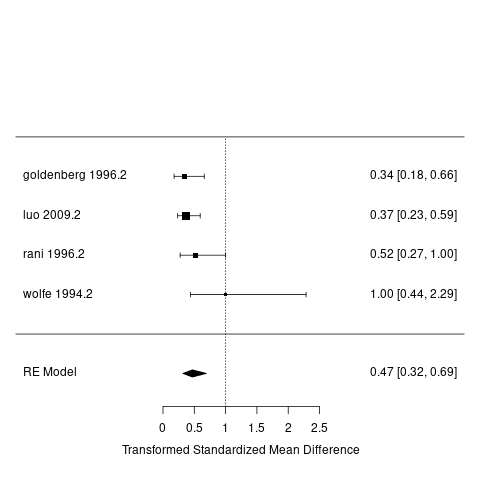 goldenberg 1996.2 0.34 [0.18, 0.66]
luo 2009.2 0.37 [0.23, 0.59]
rani 1996.2 0.52 [0.27, 1.00]
wolfe 1994.2 1.00 [0.44, 2.29]
RE Model 0.47 [0.32, 0.69]
0 0.5 1 1.5 2 2.5
Transformed Standardized Mean Difference